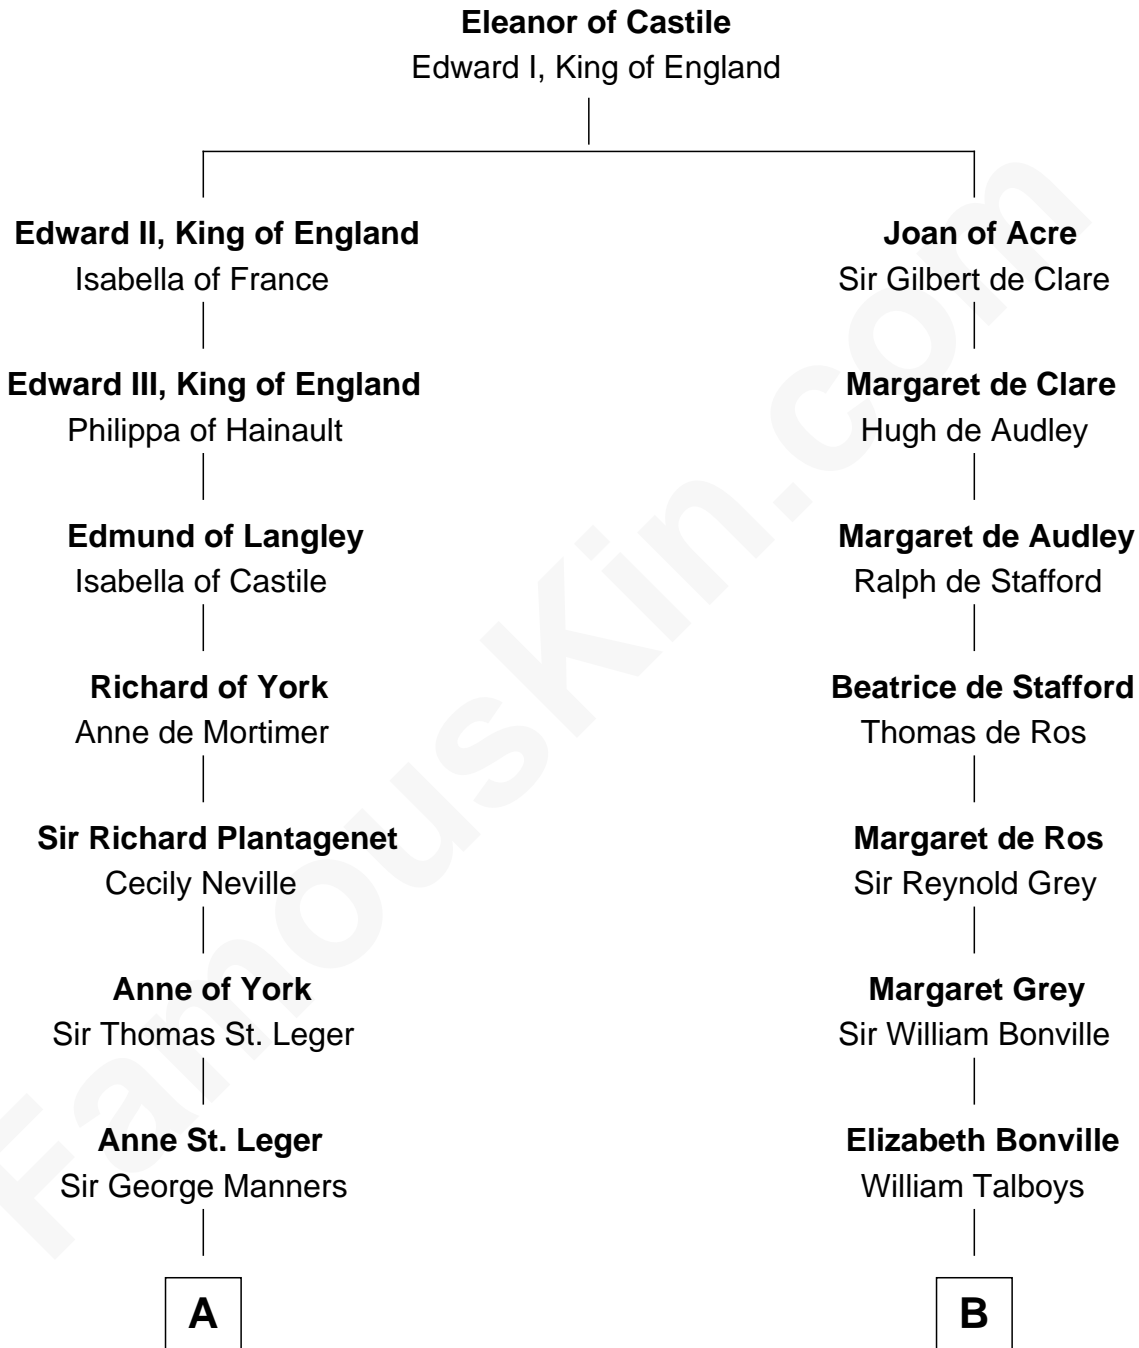 Eleanor of Castile
Edward I, King of England
Edward II, King of England
Isabella of France
Joan of Acre
Sir Gilbert de Clare
Edward III, King of England
Philippa of Hainault
Margaret de Clare
Hugh de Audley
Edmund of Langley
Isabella of Castile
Margaret de Audley
Ralph de Stafford
Richard of York
Anne de Mortimer
Beatrice de Stafford
Thomas de Ros
Sir Richard Plantagenet
Cecily Neville
Margaret de Ros
Sir Reynold Grey
Anne of York
Sir Thomas St. Leger
Margaret Grey
Sir William Bonville
Anne St. Leger
Sir George Manners
Elizabeth Bonville
William Talboys
A
B
FamousKin.com